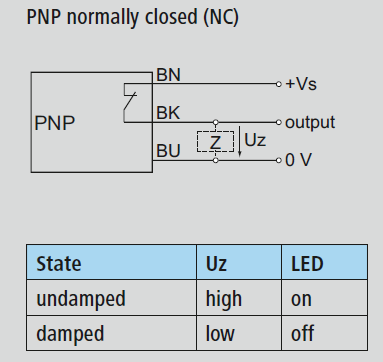 PNP normally closed (NC)
BN
+Vs
BK
PNP
output
Z
Uz
BU
0 V
State Uz LED
undamped high on
damped low off